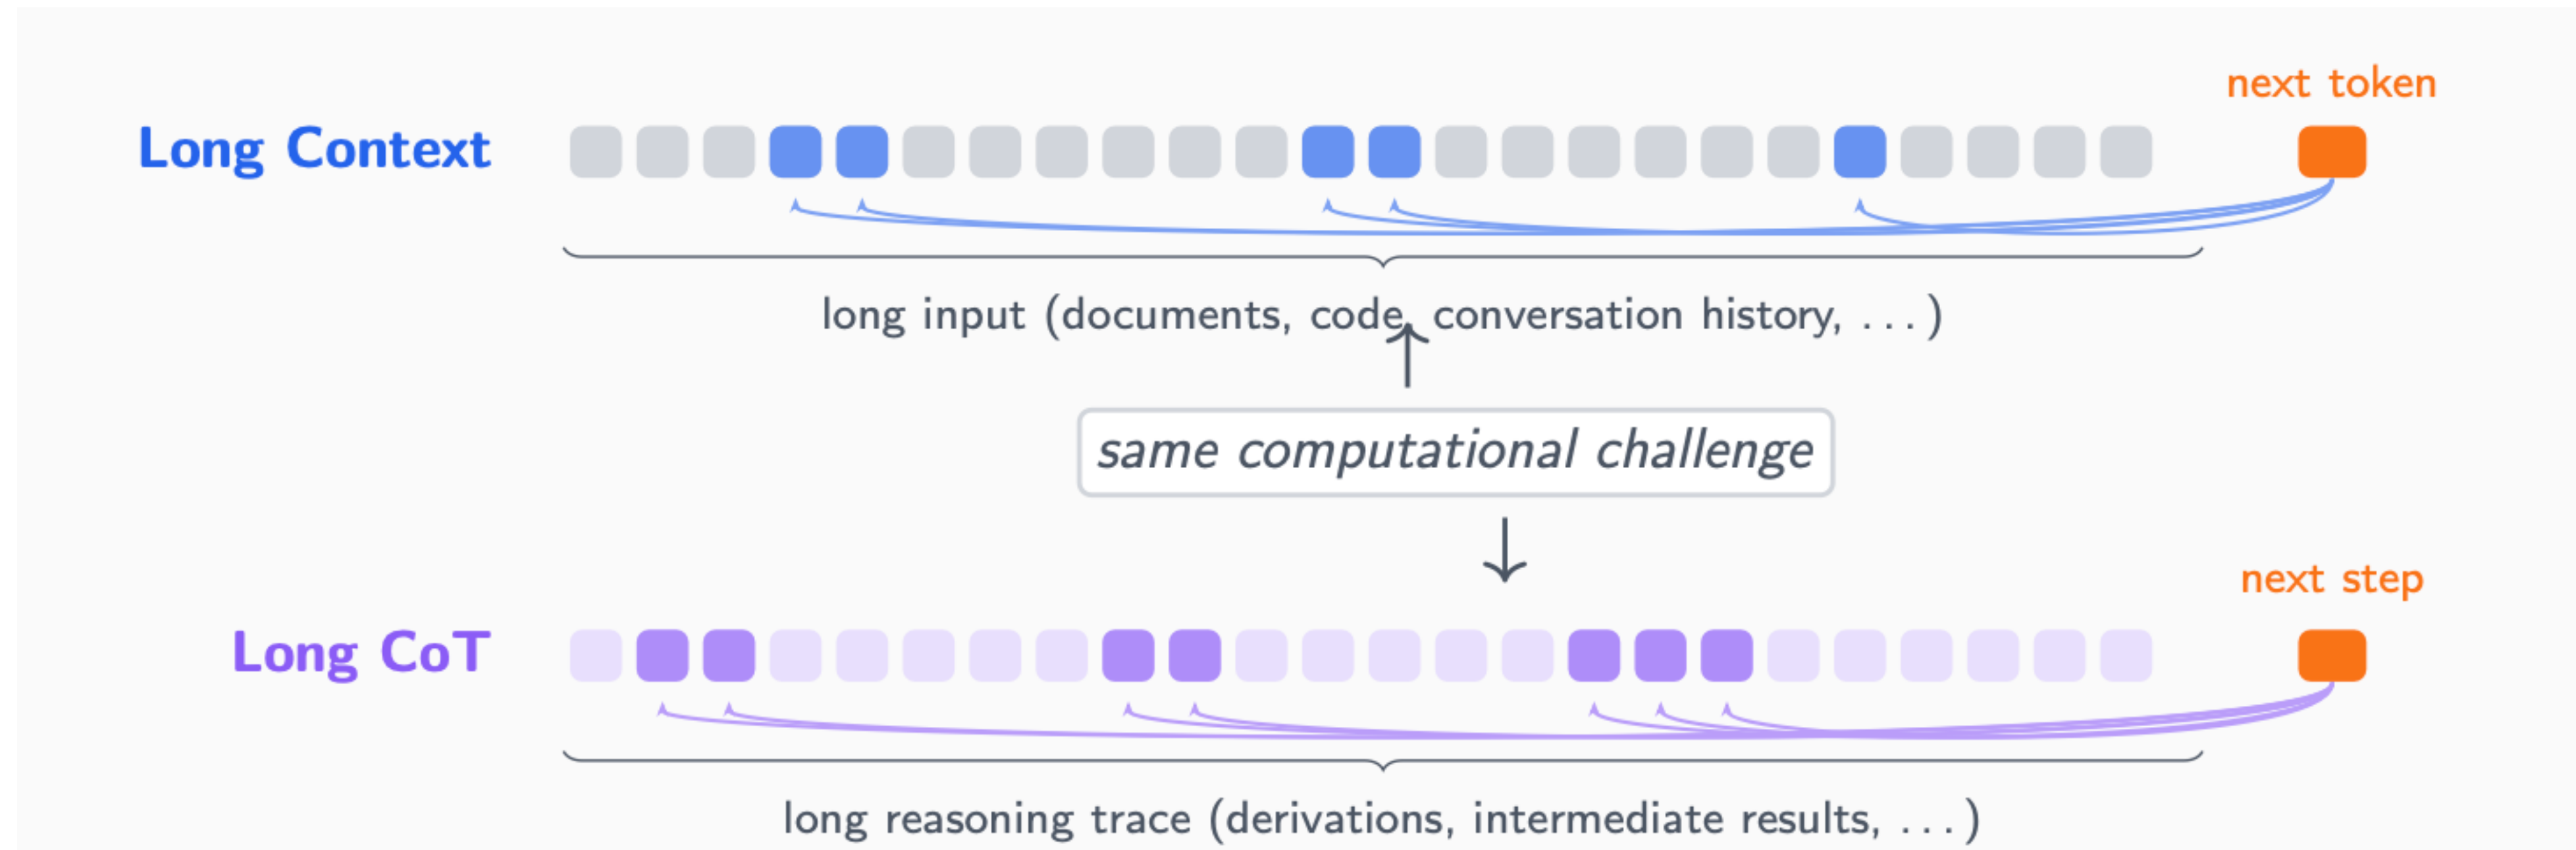 next token
Long Context
long input (documents, code, conversation history, ...)
same computational challenge
next step
Long CoT
long reasoning trace (derivations, intermediate results, ...)